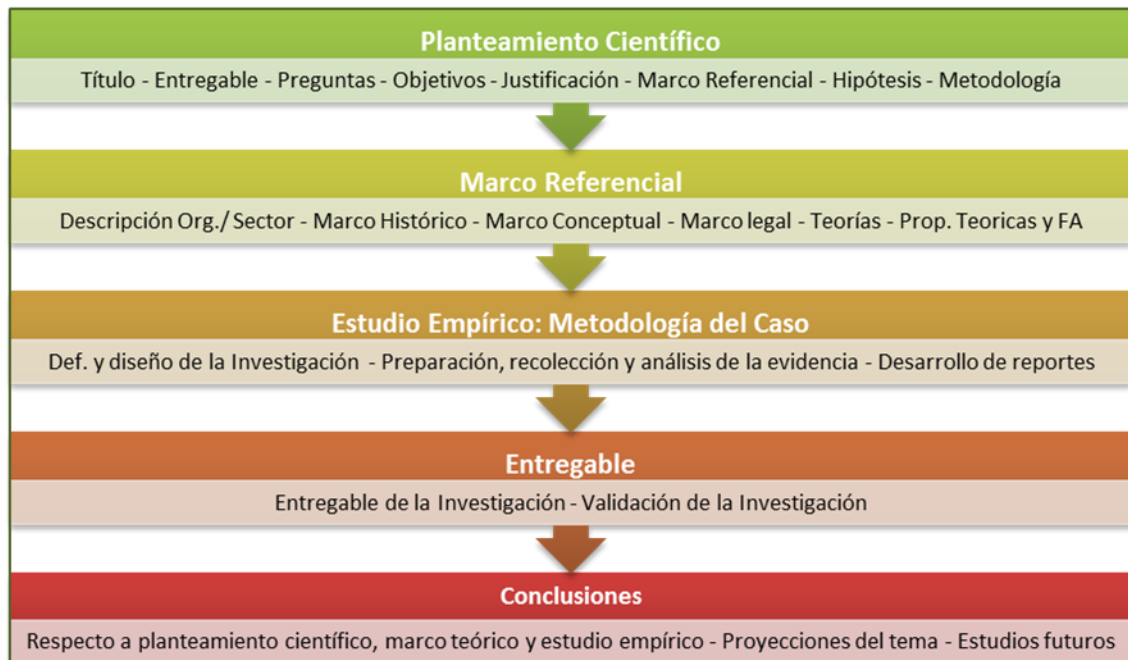 Planteamiento Científico
Título - Entregable - Preguntas - Objetivos - Justificación - Marco Referencial - Hipótesis - Metodología
Marco Referencial
Descripción Org./ Sector - Marco Histórico - Marco Conceptual - Marco legal - Teorías - Prop. Teoricas y FA
Estudio Empírico: Metodología del Caso
Def. y diseño de la Investigación - Preparación, recolección y análisis de la evidencia - Desarrollo de reportes
Entregable
Entregable de la Investigación - Validación de la Investigación
Conclusiones
Respecto a planteamiento científico, marco teórico y estudio empírico - Proyecciones del tema - Estudios futuros